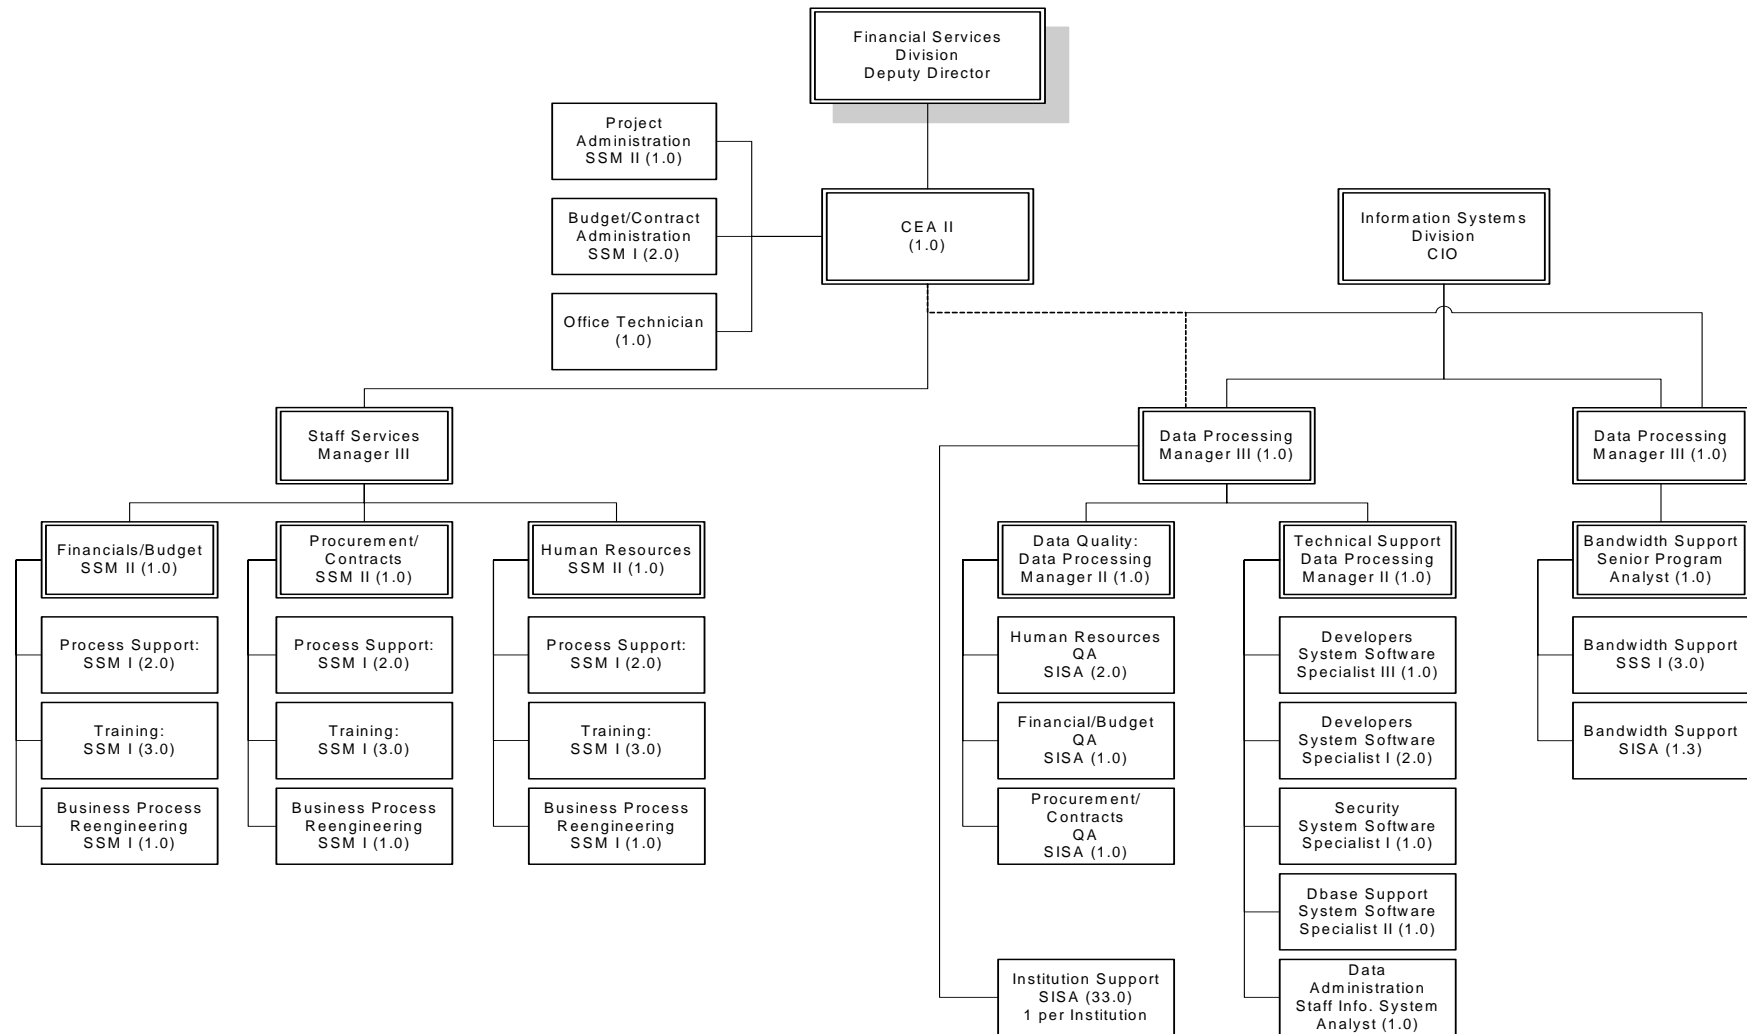 Financial Services
Division
Deputy Director
Project
Administration
SSM II (1.0)
Budget/Contract
Administration
SSM I (2.0)
Office Technician
(1.0)
CEA II
(1.0)
Information Systems
Division
CIO
Staff Services
Manager III
Data Processing
Manager III (1.0)
Data Processing
Manager III (1.0)
Financials/Budget
SSM II (1.0)
Process Support:
SSM I (2.0)
Training:
SSM I (3.0)
Business Process
Reengineering
SSM I (1.0)
Procurement/
Contracts
SSM II (1.0)
Process Support:
SSM I (2.0)
Training:
SSM I (3.0)
Business Process
Reengineering
SSM I (1.0)
Human Resources
SSM II (1.0)
Process Support:
SSM I (2.0)
Training:
SSM I (3.0)
Business Process
Reengineering
SSM I (1.0)
Data Quality:
Data Processing
Manager II (1.0)
Human Resources
QA
SISA (2.0)
Financial/Budget
QA
SISA (1.0)
Procurement/
Contracts
QA
SISA (1.0)
Institution Support
SISA (33.0)
1 per Institution
Technical Support
Data Processing
Manager II (1.0)
Developers
System Software
Specialist III (1.0)
Developers
System Software
Specialist I (2.0)
Security
System Software
Specialist I (1.0)
Dbase Support
System Software
Specialist II (1.0)
Data
Administration
Staff Info. System
Analyst (1.0)
Bandwidth Support
Senior Program
Analyst (1.0)
Bandwidth Support
SSS I (3.0)
Bandwidth Support
SISA (1.3)